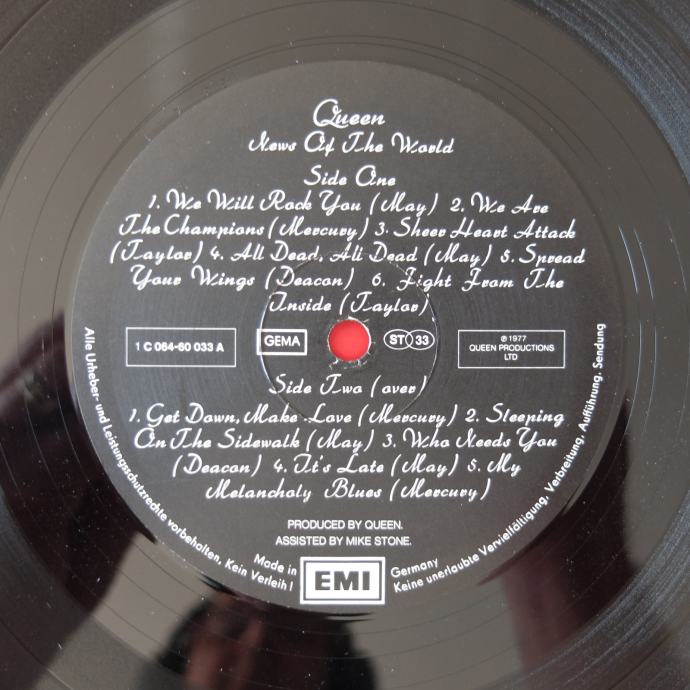 Queen
News Of The World
Side One
1. We Will Rock You (May) 2. We Are
The Champions (Mercury) 3. Sheer Heart Attack
(Taylor) 4. All Dead, All Dead (May) 5. Spread
Your Wings (Deacon) 6. Fight From The
Inside (Taylor)
1 C 064-60 033 A
GEMA
ST 33
℗ 1977
QUEEN PRODUCTIONS
LTD
Side Two (over)
1. Get Down, Make Love (Mercury) 2. Sleeping
On The Sidewalk (May) 3. Who Needs You
(Deacon) 4. It's Late (May) 5. My
Melancholy Blues (Mercury)
PRODUCED BY QUEEN.
ASSISTED BY MIKE STONE.
Made in Germany
EMI
Alle Urheber- und Leistungsschutzrechte vorbehalten, Kein Verleih! Keine unerlaubte Vervielfältigung, Verbreitung, Aufführung, Sendung